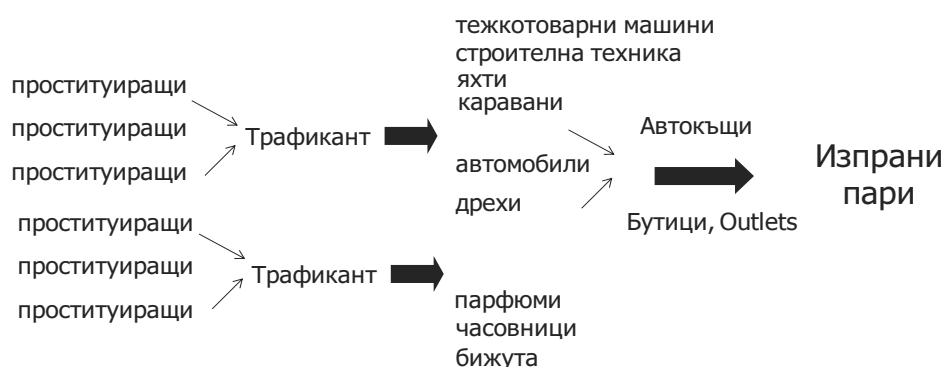 проституиращи
проституиращи
проституиращи
Трафикант
тежкотоварни машини
строителна техника
яхти
каравани
автомобили
дрехи
Автокъщи
Бутици, Outlets
Изпрани
пари
проституиращи
проституиращи
проституиращи
Трафикант
парфюми
часовници
бижута